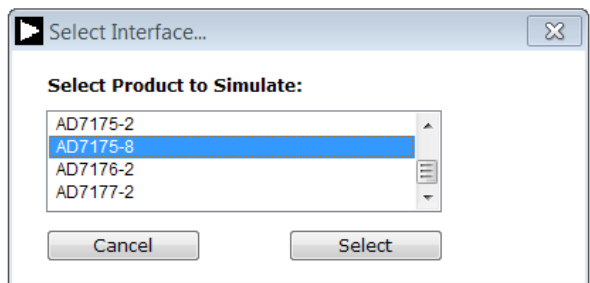 Select Interface...
Select Product to Simulate:
AD7175-2
AD7175-8
AD7176-2
AD7177-2
Cancel Select